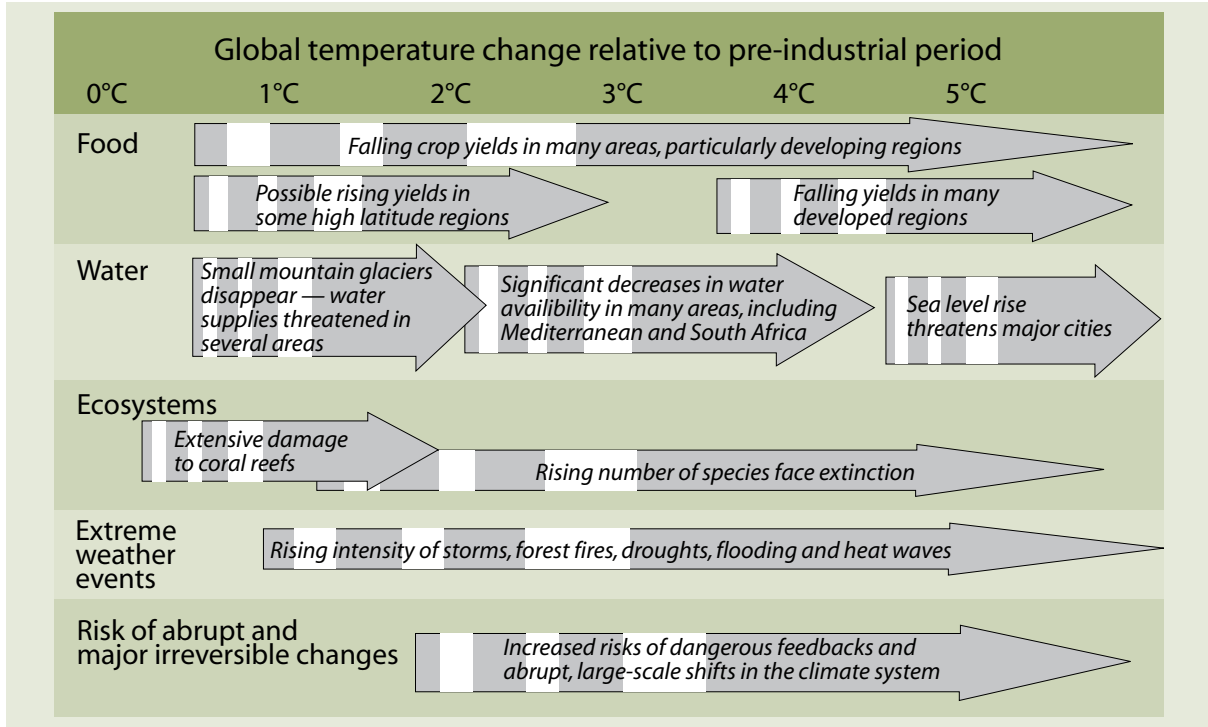 Global temperature change relative to pre-industrial period
0°C 1°C 2°C 3°C 4°C 5°C
Food
Falling crop yields in many areas, particularly developing regions
Possible rising yields in
some high latitude regions
Falling yields in many
developed regions
Water
Small mountain glaciers
disappear — water
supplies threatened in
several areas
Significant decreases in water
availibility in many areas, including
Mediterranean and South Africa
Sea level rise
threatens major cities
Ecosystems
Extensive damage
to coral reefs
Rising number of species face extinction
Extreme
weather
events
Rising intensity of storms, forest fires, droughts, flooding and heat waves
Risk of abrupt and
major irreversible changes
Increased risks of dangerous feedbacks and
abrupt, large-scale shifts in the climate system